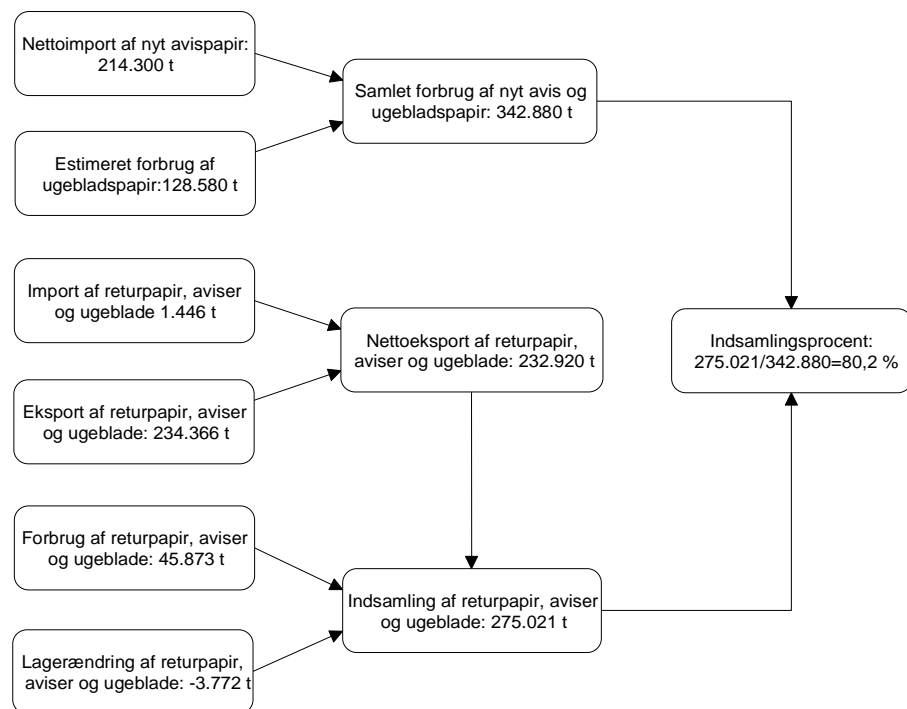 Nettoimport af nyt avispapir:
214.300 t
Samlet forbrug af nyt avis og
ugebladspapir: 342.880 t
Estimeret forbrug af
ugebladspapir:128.580 t
Import af returpapir, aviser
og ugeblade 1.446 t
Nettoeksport af returpapir,
aviser og ugeblade: 232.920 t
Indsamlingsprocent:
275.021/342.880=80,2 %
Eksport af returpapir, aviser
og ugeblade: 234.366 t
Forbrug af returpapir, aviser
og ugeblade: 45.873 t
Indsamling af returpapir, aviser
og ugeblade: 275.021 t
Lagerændring af returpapir,
aviser og ugeblade: -3.772 t